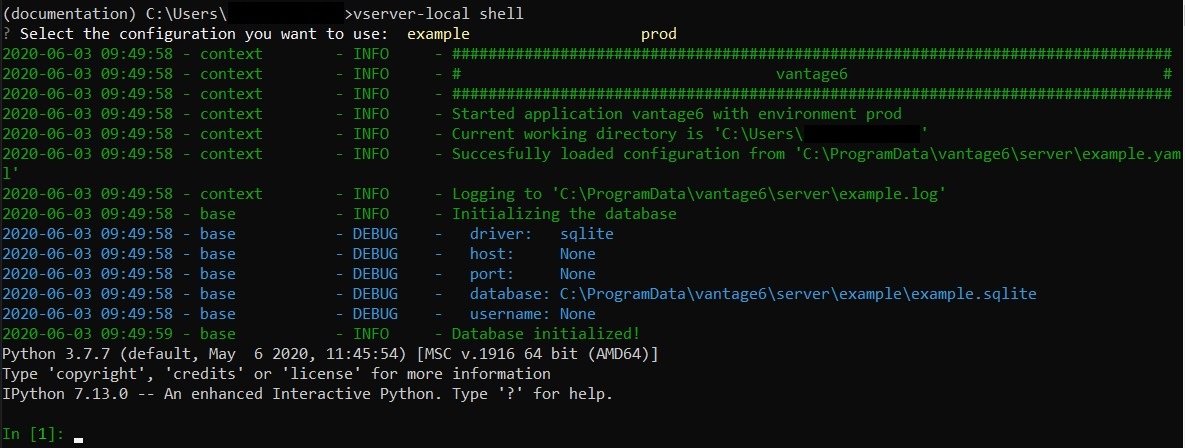 (documentation) C:\Users\            >vserver-local shell
? Select the configuration you want to use:  example                   prod
2020-06-03 09:49:58 - context        - INFO     - ################################################################################
2020-06-03 09:49:58 - context        - INFO     - #                                   vantage6                                   #
2020-06-03 09:49:58 - context        - INFO     - ################################################################################
2020-06-03 09:49:58 - context        - INFO     - Started application vantage6 with environment prod
2020-06-03 09:49:58 - context        - INFO     - Current working directory is 'C:\Users\             '
2020-06-03 09:49:58 - context        - INFO     - Succesfully loaded configuration from 'C:\ProgramData\vantage6\server\example.yam
l'
2020-06-03 09:49:58 - context        - INFO     - Logging to 'C:\ProgramData\vantage6\server\example.log'
2020-06-03 09:49:58 - base           - INFO     - Initializing the database
2020-06-03 09:49:58 - base           - DEBUG    -   driver:   sqlite
2020-06-03 09:49:58 - base           - DEBUG    -   host:     None
2020-06-03 09:49:58 - base           - DEBUG    -   port:     None
2020-06-03 09:49:58 - base           - DEBUG    -   database: C:\ProgramData\vantage6\server\example\example.sqlite
2020-06-03 09:49:58 - base           - DEBUG    -   username: None
2020-06-03 09:49:59 - base           - INFO     - Database initialized!
Python 3.7.7 (default, May  6 2020, 11:45:54) [MSC v.1916 64 bit (AMD64)]
Type 'copyright', 'credits' or 'license' for more information
IPython 7.13.0 -- An enhanced Interactive Python. Type '?' for help.
In [1]: